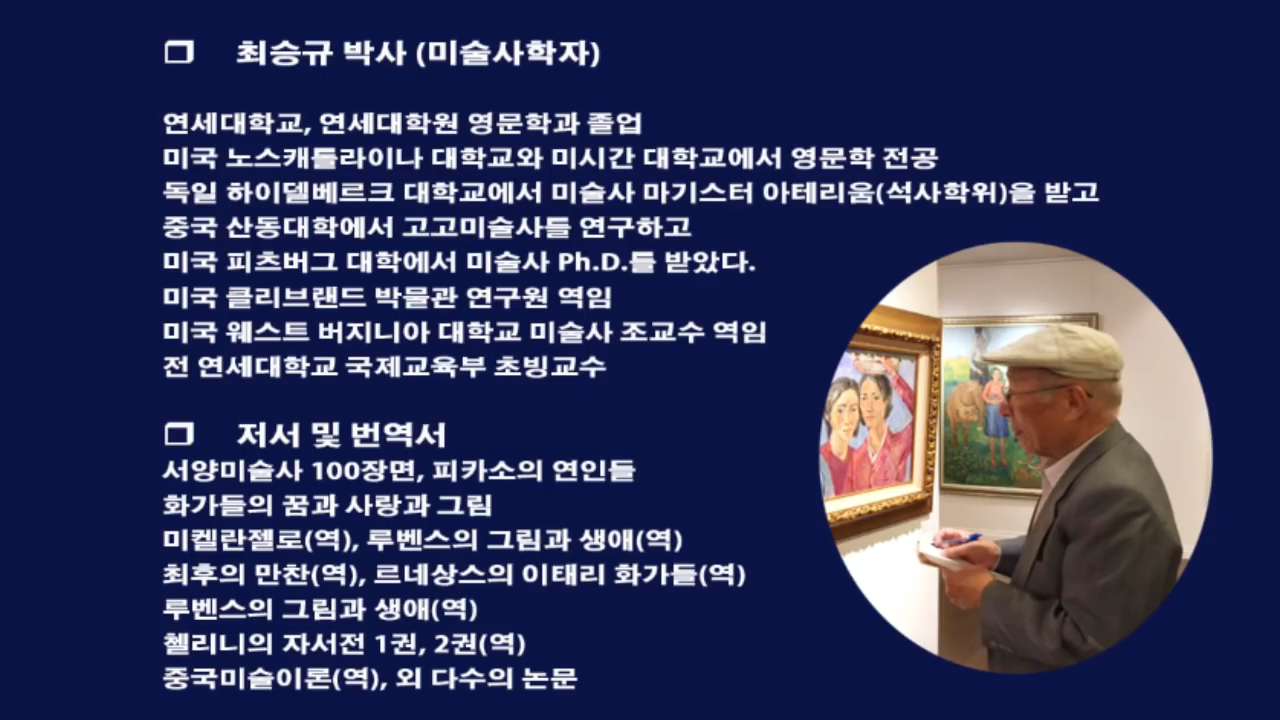 ❒ 최승규 박사 (미술사학자)
연세대학교, 연세대학원 영문학과 졸업
미국 노스캐롤라이나 대학교와 미시간 대학교에서 영문학 전공
독일 하이델베르크 대학교에서 미술사 마기스터 아테리움(석사학위)을 받고
중국 산동대학에서 고고미술사를 연구하고
미국 피츠버그 대학에서 미술사 Ph.D.를 받았다.
미국 클리브랜드 박물관 연구원 역임
미국 웨스트 버지니아 대학교 미술사 조교수 역임
전 연세대학교 국제교육부 초빙교수
❒ 저서 및 번역서
서양미술사 100장면, 피카소의 연인들
화가들의 꿈과 사랑과 그림
미켈란젤로(역), 루벤스의 그림과 생애(역)
최후의 만찬(역), 르네상스의 이태리 화가들(역)
루벤스의 그림과 생애(역)
첼리니의 자서전 1권, 2권(역)
중국미술이론(역), 외 다수의 논문